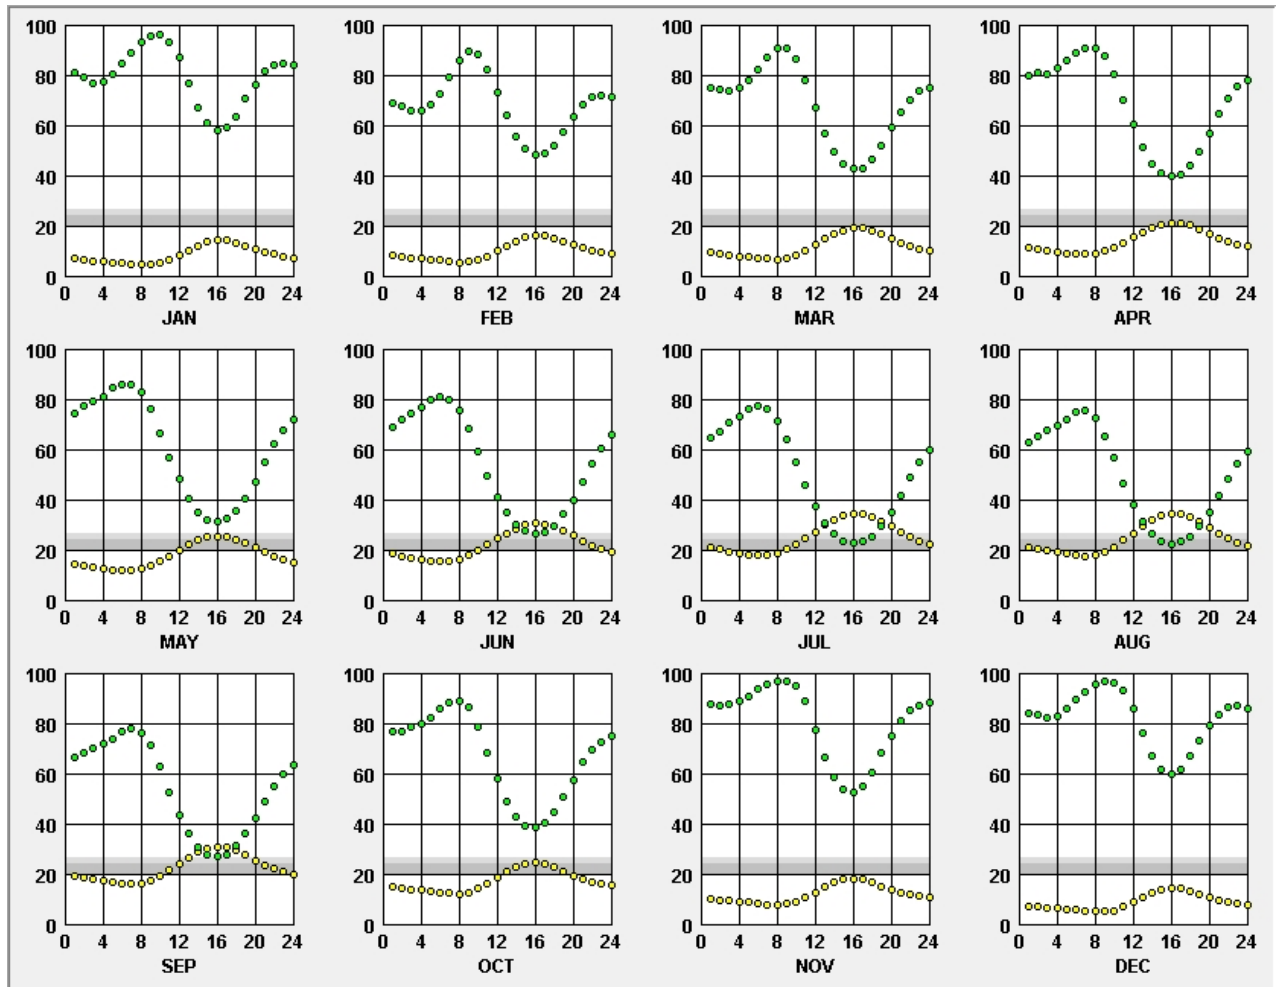 100 100 100 100
80 80 80 80
60 60 60 60
40 40 40 40
20 20 20 20
0 0 0 0
0 4 8 12 16 20 24 0 4 8 12 16 20 24 0 4 8 12 16 20 24 0 4 8 12 16 20 24
JAN FEB MAR APR
100 100 100 100
80 80 80 80
60 60 60 60
40 40 40 40
20 20 20 20
0 0 0 0
0 4 8 12 16 20 24 0 4 8 12 16 20 24 0 4 8 12 16 20 24 0 4 8 12 16 20 24
MAY JUN JUL AUG
100 100 100 100
80 80 80 80
60 60 60 60
40 40 40 40
20 20 20 20
0 0 0 0
0 4 8 12 16 20 24 0 4 8 12 16 20 24 0 4 8 12 16 20 24 0 4 8 12 16 20 24
SEP OCT NOV DEC